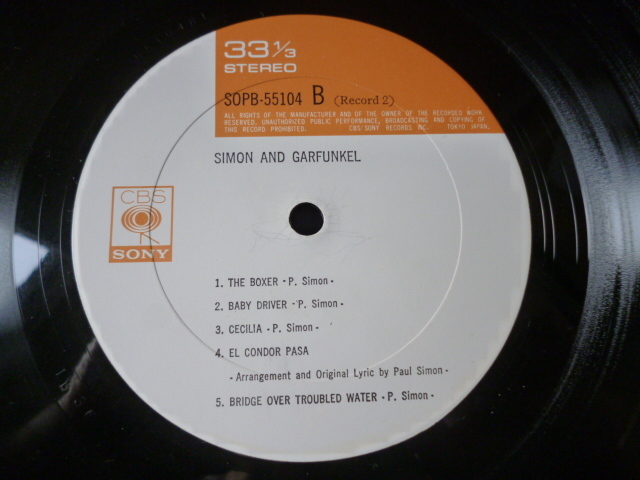 33 1/3
STEREO
SOPB-55104 B (Record 2)
ALL RIGHTS OF THE MANUFACTURER AND OF THE OWNER OF THE RECORDED WORK
RESERVED. UNAUTHORIZED PUBLIC PERFORMANCE, BROADCASTING AND COPYING OF
THIS RECORD PROHIBITED. CBS/SONY RECORDS INC. TOKYO JAPAN,
SIMON AND GARFUNKEL
CBS
SONY
1. THE BOXER - P. Simon -
2. BABY DRIVER - P. Simon -
3. CECILIA - P. Simon -
4. EL CONDOR PASA
- Arrangement and Original Lyric by Paul Simon -
5. BRIDGE OVER TROUBLED WATER - P. Simon -